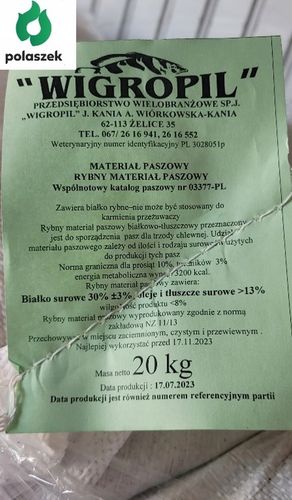 polaszek
"WIGROPIL"
PRZEDSIĘBIORSTWO WIELOBRANŻOWE SP.J.
„WIGROPIL" J. KANIA A. WIÓRKOWSKA-KANIA
62-113 ŻELICE 35
TEL. 067/ 26 16 941, 26 16 552
Weterynaryjny numer identyfikacyjny PL 3028051p
MATERIAŁ PASZOWY
RYBNY MATERIAŁ PASZOWY
Wspólnotowy katalog paszowy nr 03377-PL
Zawiera białko rybne–nie może być stosowany do
karmienia przeżuwaczy
Rybny materiał paszowy białkowo-tłuszczowy przeznaczony
jest do sporządzenia pasz dla trzody chlewnej. Udział
materiału paszowego zależy od ilości i rodzaju surowców użytych
do produkcji tych pasz
Norma graniczna dla prosiąt 10%, tuczników 3%
energia metaboliczna 3200 kcal.
Rybny materiał paszowy zawiera:
Białko surowe 30% ±3%, oleje i tłuszcze surowe >13%
wilgotność produktu <8%
Rybny materiał paszowy wyprodukowany zgodnie z normą
zakładową NZ 11/13
Przechowywać w miejscu zaciemnionym, czystym i przewiewnym .
Najlepiej wykorzystać przed 17.11.2023
Masa netto 20 kg
Data produkcji : 17.07.2023
Data produkcji jest również numerem referencyjnym partii